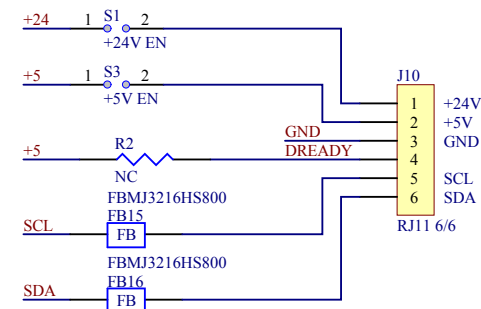 +24 1 S1 2
+24V EN
+5 1 S3 2
+5V EN
J10
1 +24V
2 +5V
GND 3 GND
+5 R2 DREADY 4
NC
5 SCL
6 SDA
RJ11 6/6
FBMJ3216HS800
FB15
SCL FB
FBMJ3216HS800
FB16
SDA FB